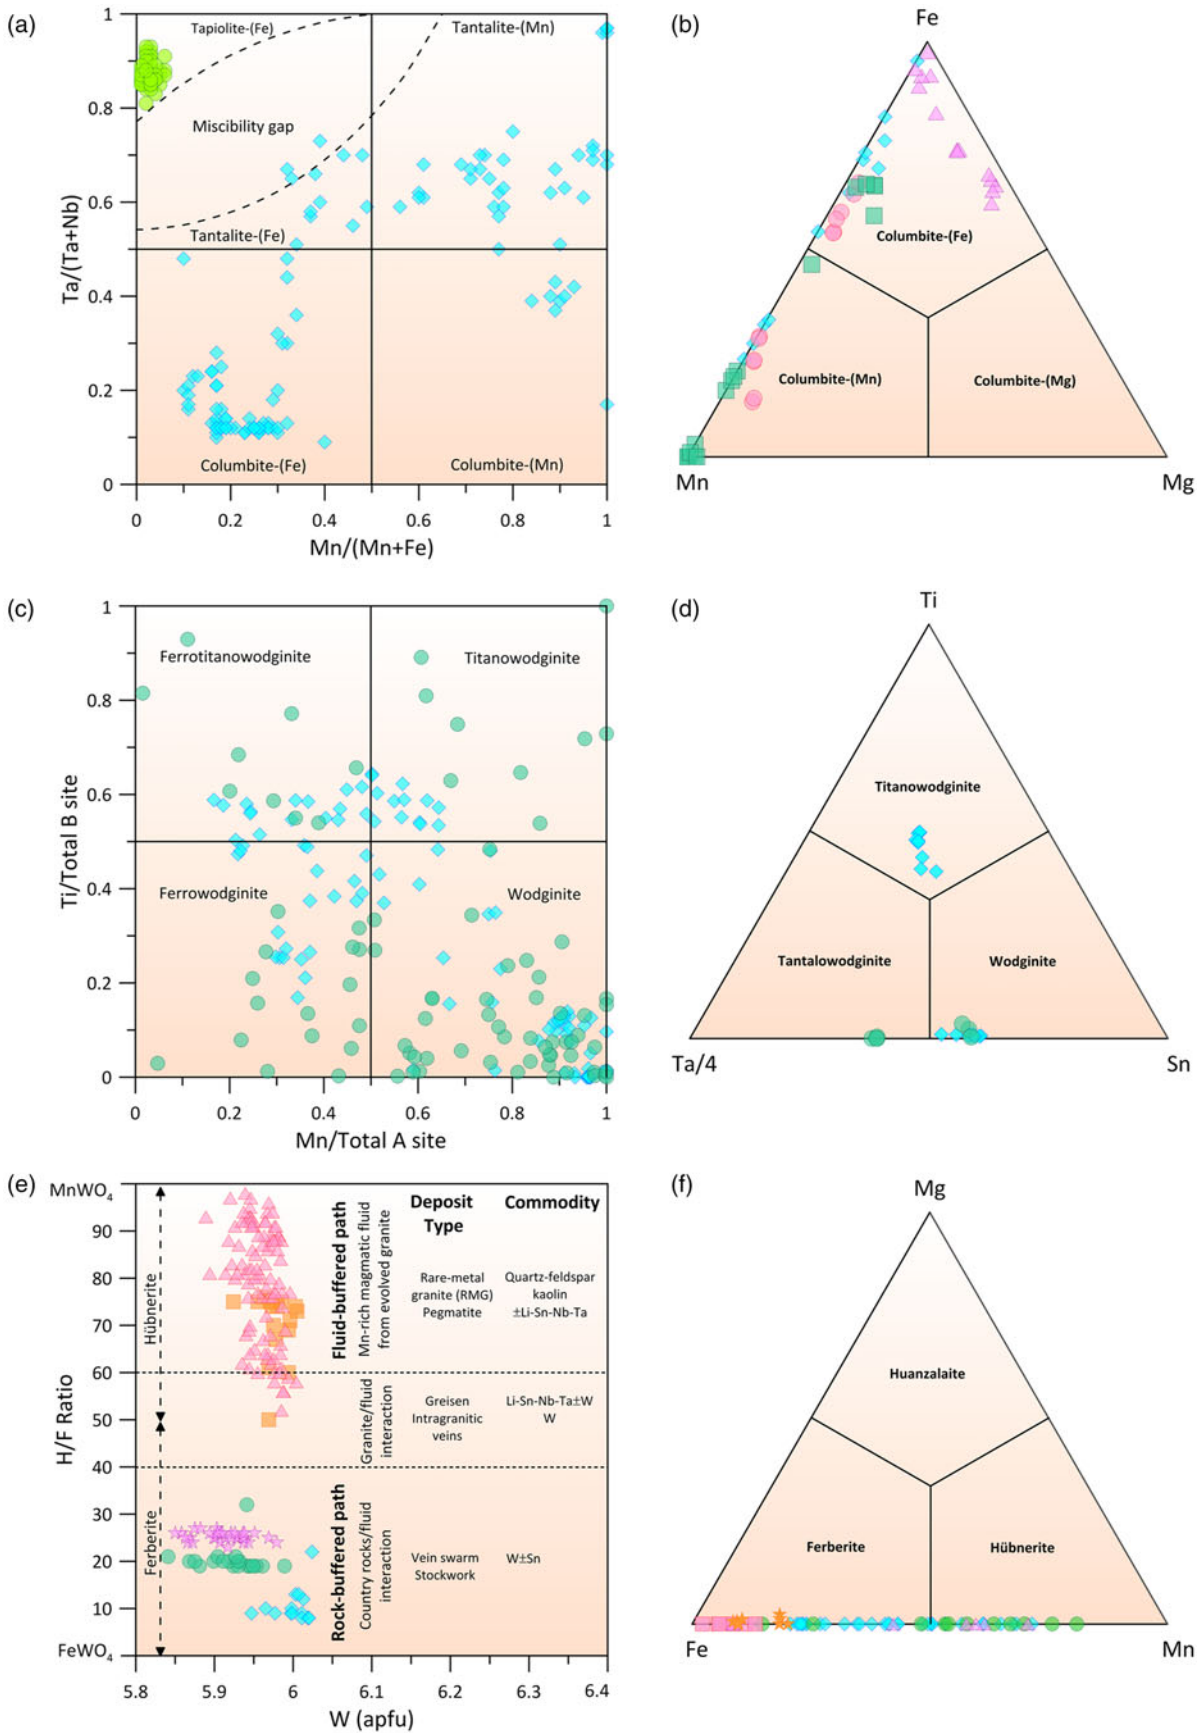 (a)
1
0.8
0.6
0.4
0.2
0
Ta/(Ta+Nb)
Tapiolite-(Fe)
Tantalite-(Mn)
Miscibility gap
Tantalite-(Fe)
Columbite-(Fe)
Columbite-(Mn)
0 0.2 0.4 0.6 0.8 1
Mn/(Mn+Fe)
(b)
Fe
Columbite-(Fe)
Columbite-(Mn)
Columbite-(Mg)
Mn
Mg
(c)
1
0.8
0.6
0.4
0.2
0
Ti/Total B site
Ferrotitanowodginite
Titanowodginite
Ferrowodginite
Wodginite
0 0.2 0.4 0.6 0.8 1
Mn/Total A site
(d)
Ti
Titanowodginite
Tantalowodginite
Wodginite
Ta/4
Sn
(e)
MnWO4
90
80
70
60
50
40
30
20
10
FeWO4
H/F Ratio
Hübnerite
Ferberite
Fluid-buffered path
Mn-rich magmatic fluid
from evolved granite
Granite/fluid
interaction
Rock-buffered path
Country rocks/fluid
interaction
Deposit
Type
Commodity
Rare-metal
granite (RMG)
Pegmatite
Quartz-feldspar
kaolin
±Li-Sn-Nb-Ta
Greisen
Intragranitic
veins
Li-Sn-Nb-Ta±W
W
Vein swarm
Stockwork
W±Sn
5.8 5.9 6 6.1 6.2 6.3 6.4
W (apfu)
(f)
Mg
Huanzalaite
Ferberite
Hübnerite
Fe
Mn